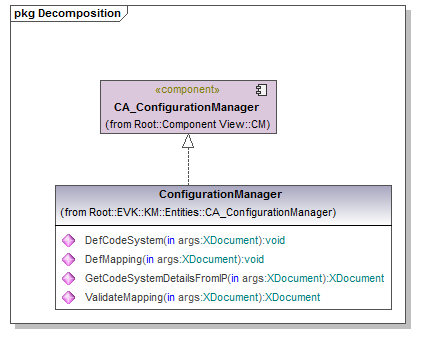 pkg Decomposition
«component»
CA_ConfigurationManager
(from Root::Component View::CM)
ConfigurationManager
(from Root::EVK::KM::Entities::CA_ConfigurationManager)
DefCodeSystem(in args:XDocument):void
DefMapping(in args:XDocument):void
GetCodeSystemDetailsFromIP(in args:XDocument):XDocument
ValidateMapping(in args:XDocument):XDocument